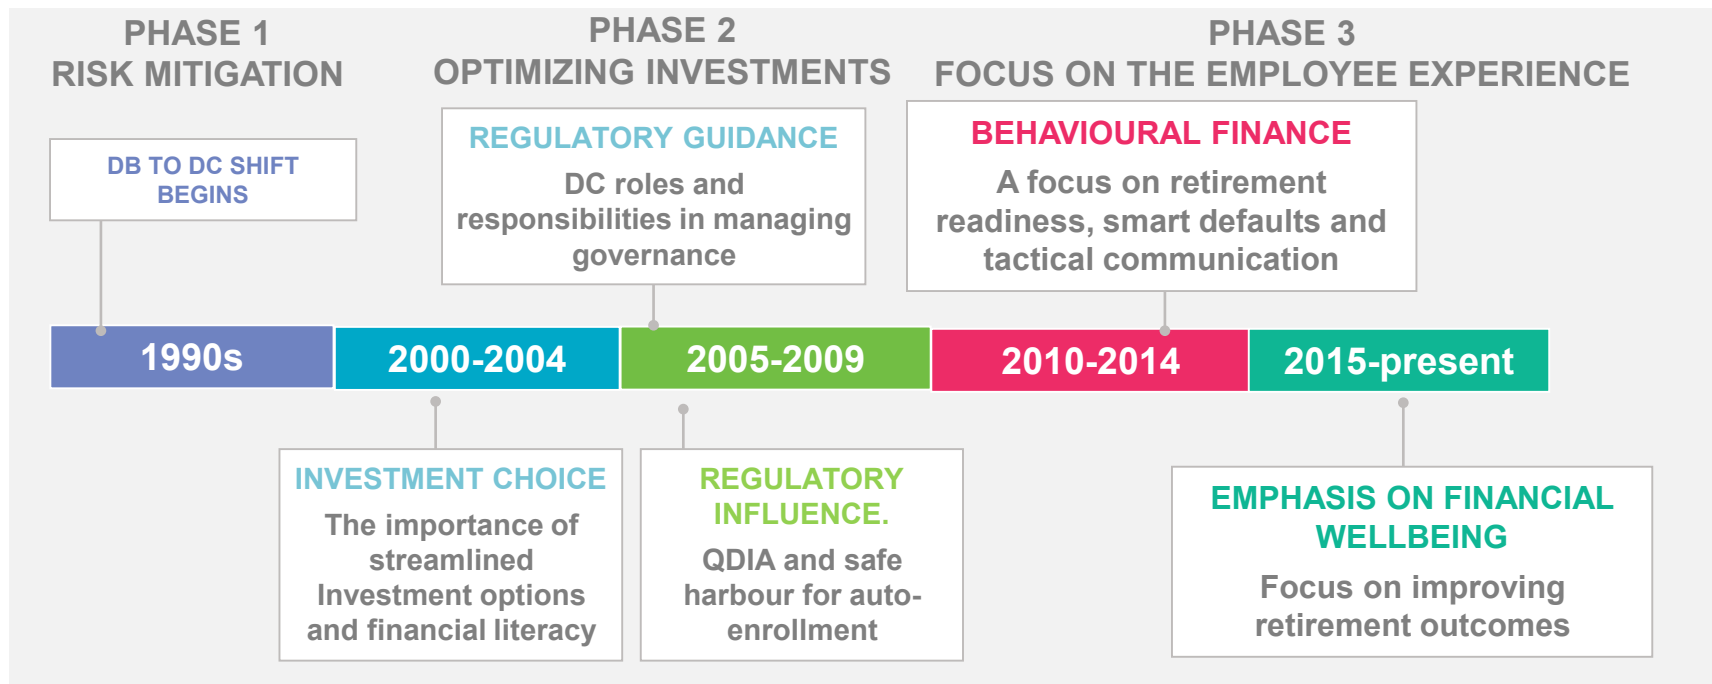 PHASE 1
RISK MITIGATION
PHASE 2
OPTIMIZING INVESTMENTS
PHASE 3
FOCUS ON THE EMPLOYEE EXPERIENCE
DB TO DC SHIFT
BEGINS
REGULATORY GUIDANCE
DC roles and
responsibilities in managing
governance
BEHAVIOURAL FINANCE
A focus on retirement
readiness, smart defaults and
tactical communication
1990s
2000-2004
2005-2009
2010-2014
2015-present
INVESTMENT CHOICE
The importance of
streamlined
Investment options
and financial literacy
REGULATORY
INFLUENCE.
QDIA and safe
harbour for auto-
enrollment
EMPHASIS ON FINANCIAL
WELLBEING
Focus on improving
retirement outcomes